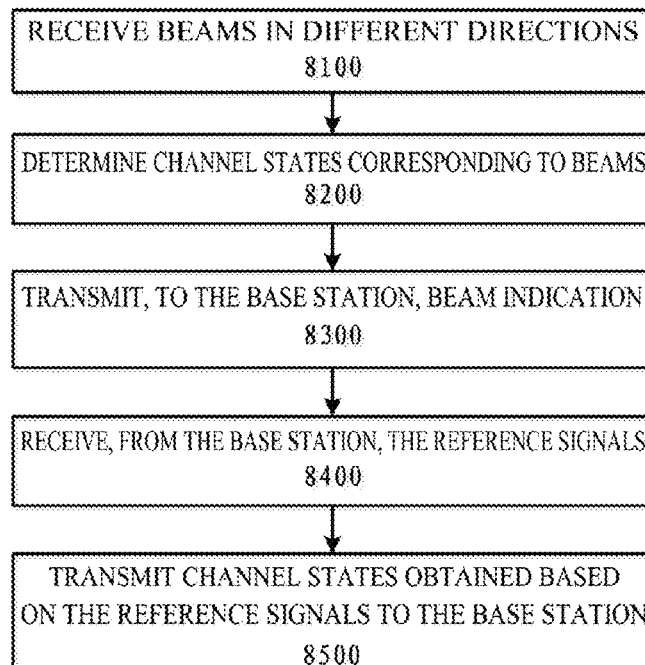 RECEIVE BEAMS IN DIFFERENT DIRECTIONS
8100
DETERMINE CHANNEL STATES CORRESPONDING TO BEAMS
8200
TRANSMIT, TO THE BASE STATION, BEAM INDICATION
8300
RECEIVE, FROM THE BASE STATION, THE REFERENCE SIGNALS
8400
TRANSMIT CHANNEL STATES OBTAINED BASED
ON THE REFERENCE SIGNALS TO THE BASE STATION
8500